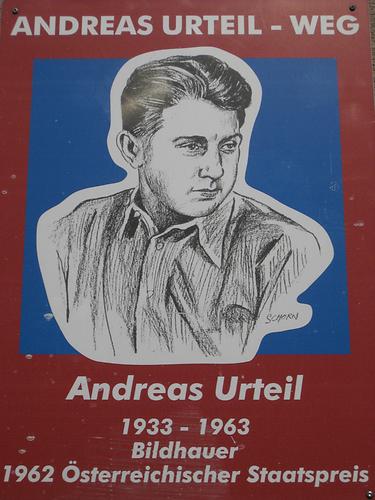 ANDREAS URTEIL - WEG
SCHORN
Andreas Urteil
1933 - 1963
Bildhauer
1962 Österreichischer Staatspreis